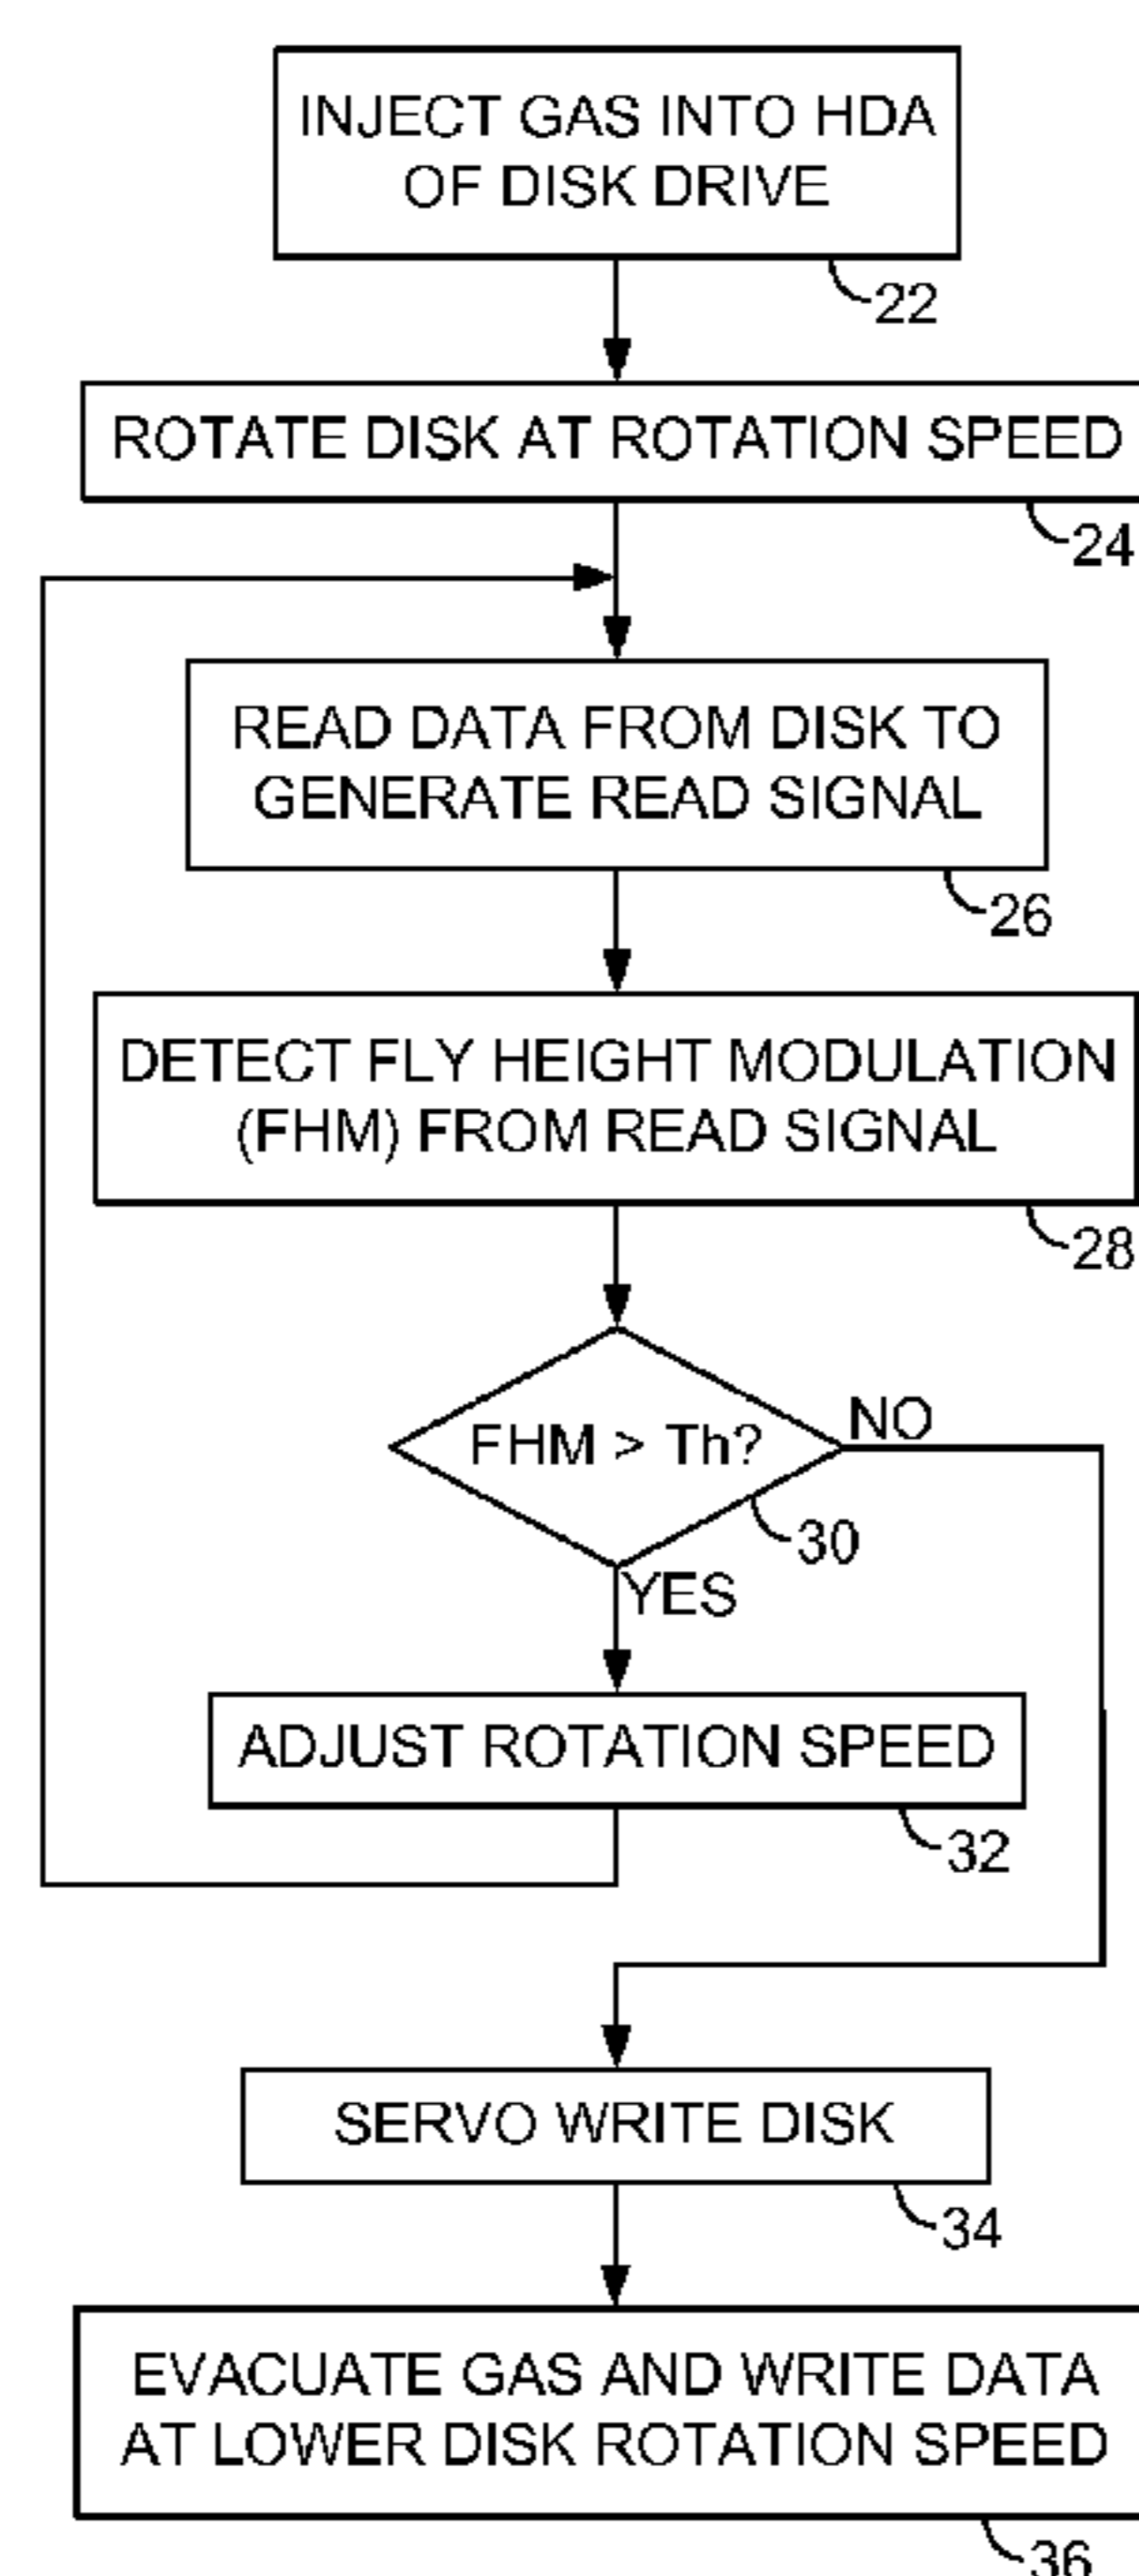 INJECT GAS INTO HDA
OF DISK DRIVE
22
ROTATE DISK AT ROTATION SPEED
24
READ DATA FROM DISK TO
GENERATE READ SIGNAL
26
DETECT FLY HEIGHT MODULATION
(FHM) FROM READ SIGNAL
28
FHM > Th?
NO
30
YES
ADJUST ROTATION SPEED
32
SERVO WRITE DISK
34
EVACUATE GAS AND WRITE DATA
AT LOWER DISK ROTATION SPEED
36